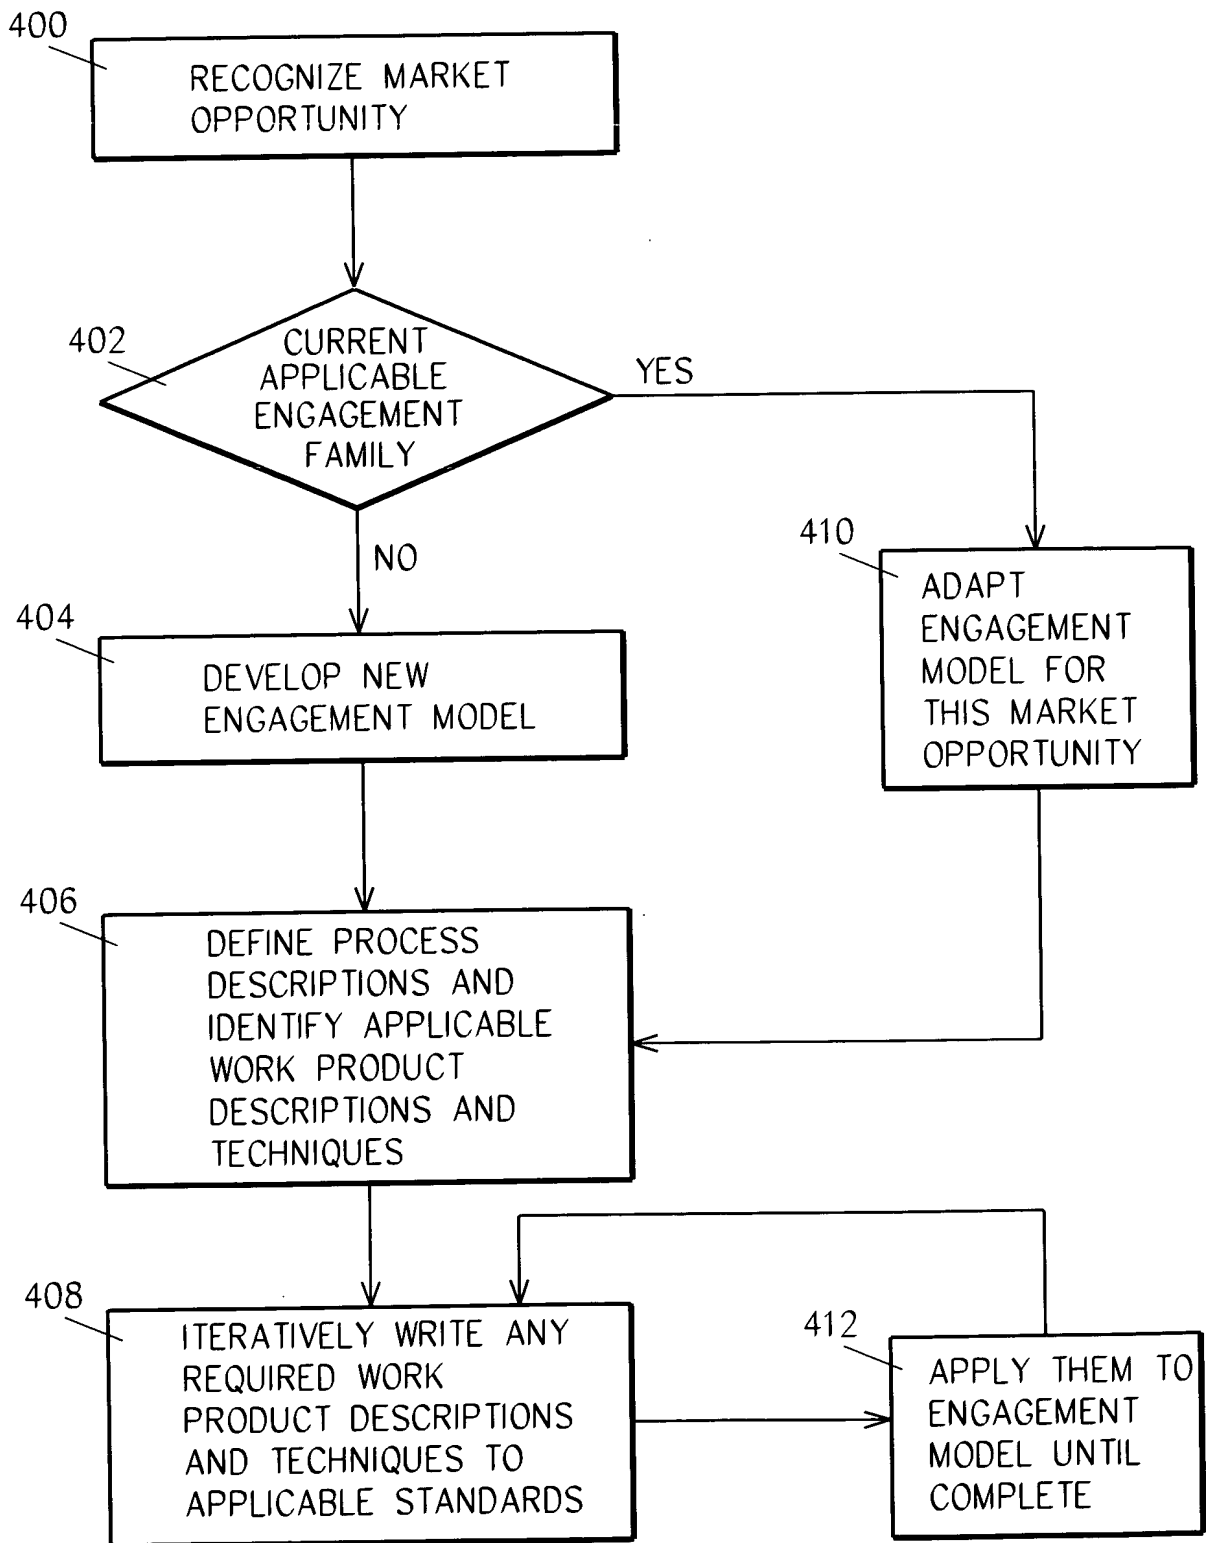 400
RECOGNIZE MARKET
OPPORTUNITY
402
CURRENT
APPLICABLE
ENGAGEMENT
FAMILY
YES
NO
404
DEVELOP NEW
ENGAGEMENT MODEL
410
ADAPT
ENGAGEMENT
MODEL FOR
THIS MARKET
OPPORTUNITY
406
DEFINE PROCESS
DESCRIPTIONS AND
IDENTIFY APPLICABLE
WORK PRODUCT
DESCRIPTIONS AND
TECHNIQUES
408
ITERATIVELY WRITE ANY
REQUIRED WORK
PRODUCT DESCRIPTIONS
AND TECHNIQUES TO
APPLICABLE STANDARDS
412
APPLY THEM TO
ENGAGEMENT
MODEL UNTIL
COMPLETE